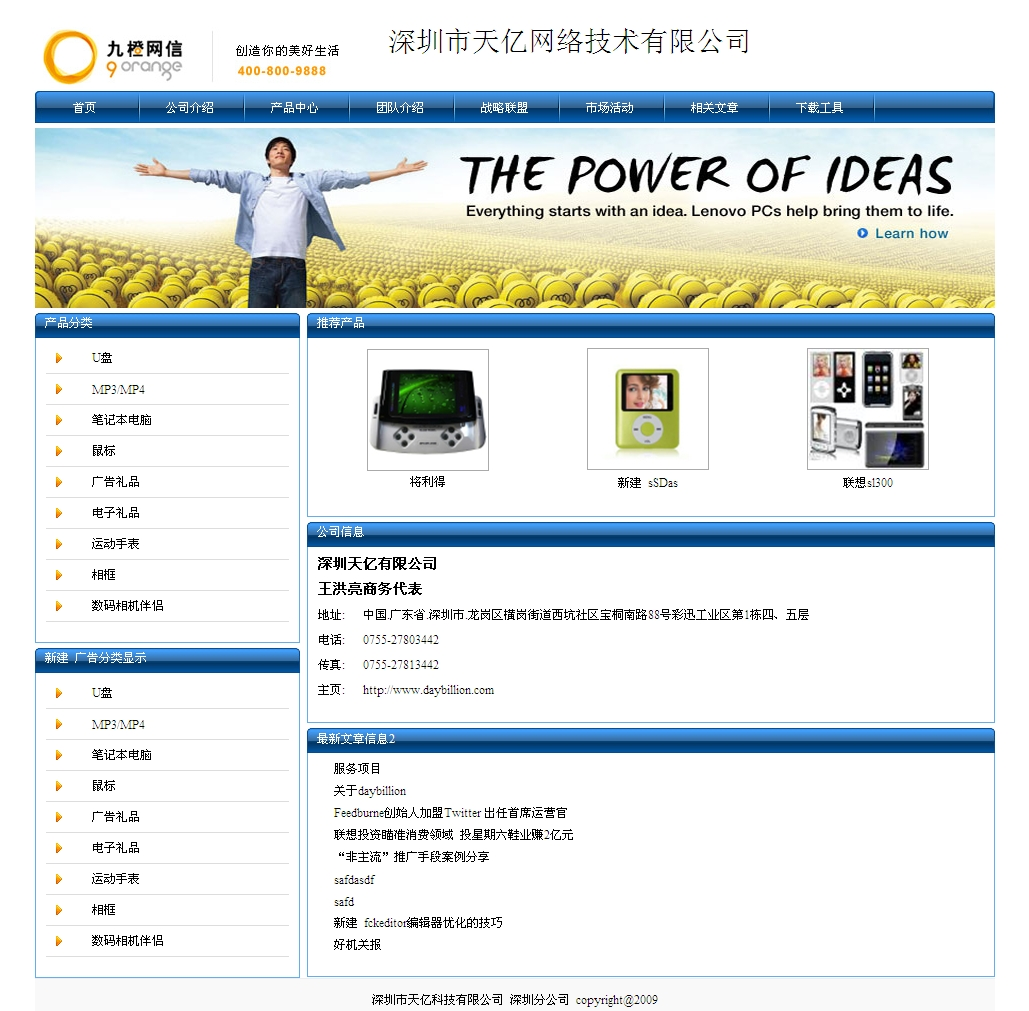 九橙网信
9 orange
创造你的美好生活
400-800-9888
深圳市天亿网络技术有限公司
首页 公司介绍 产品中心 团队介绍 战略联盟 市场活动 相关文章 下载工具
THE POWER OF IDEAS
Everything starts with an idea. Lenovo PCs help bring them to life.
Learn how
产品分类
U盘
MP3/MP4
笔记本电脑
鼠标
广告礼品
电子礼品
运动手表
相框
数码相机伴侣
新建 广告分类显示
U盘
MP3/MP4
笔记本电脑
鼠标
广告礼品
电子礼品
运动手表
相框
数码相机伴侣
推荐产品
将利得 新建 sSDas 联想sl300
公司信息
深圳天亿有限公司
王洪亮商务代表
地址: 中国.广东省.深圳市.龙岗区横岗街道西坑社区宝桐南路88号彩迅工业区第1栋四、五层
电话: 0755-27803442
传真: 0755-27813442
主页: http://www.daybillion.com
最新文章信息2
服务项目
关于daybillion
Feedburne创始人加盟Twitter 出任首席运营官
联想投资瞄准消费领域 投星期六鞋业赚2亿元
“非主流”推广手段案例分享
safdasdf
safd
新建 fckeditor编辑器优化的技巧
好机关报
深圳市天亿科技有限公司 深圳分公司 copyright@2009